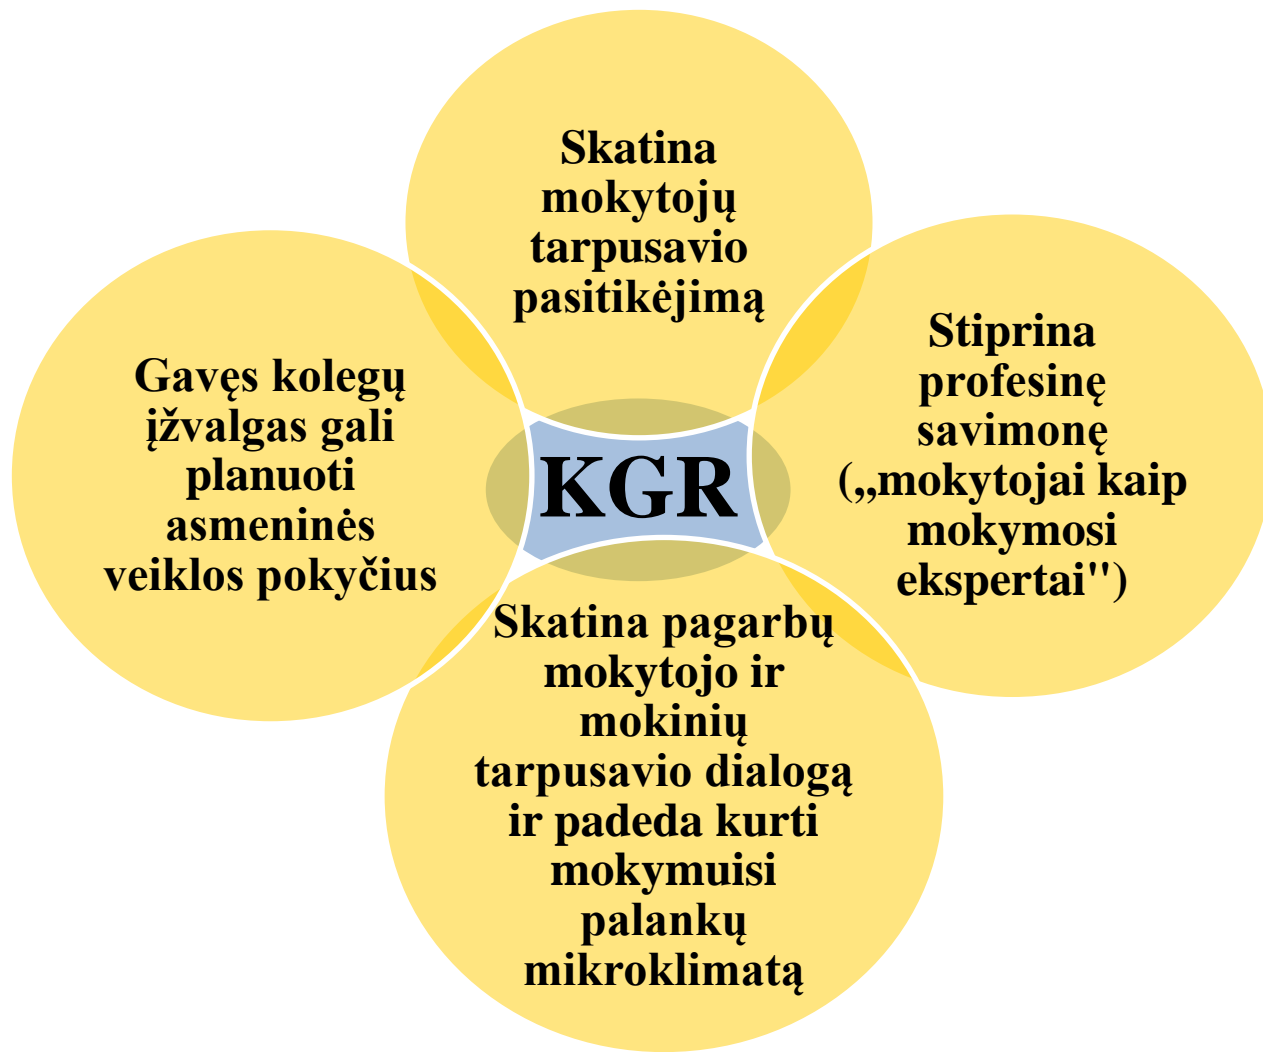 Skatina
mokytojų
tarpusavio
pasitikėjimą
Gavęs kolegų
įžvalgas gali
planuoti
asmeninės
veiklos pokyčius
KGR
Stiprina
profesinę
savimonę
(„mokytojai kaip
mokymosi
ekspertai")
Skatina pagarbų
mokytojo ir
mokinių
tarpusavio dialogą
ir padeda kurti
mokymuisi
palankų
mikroklimatą